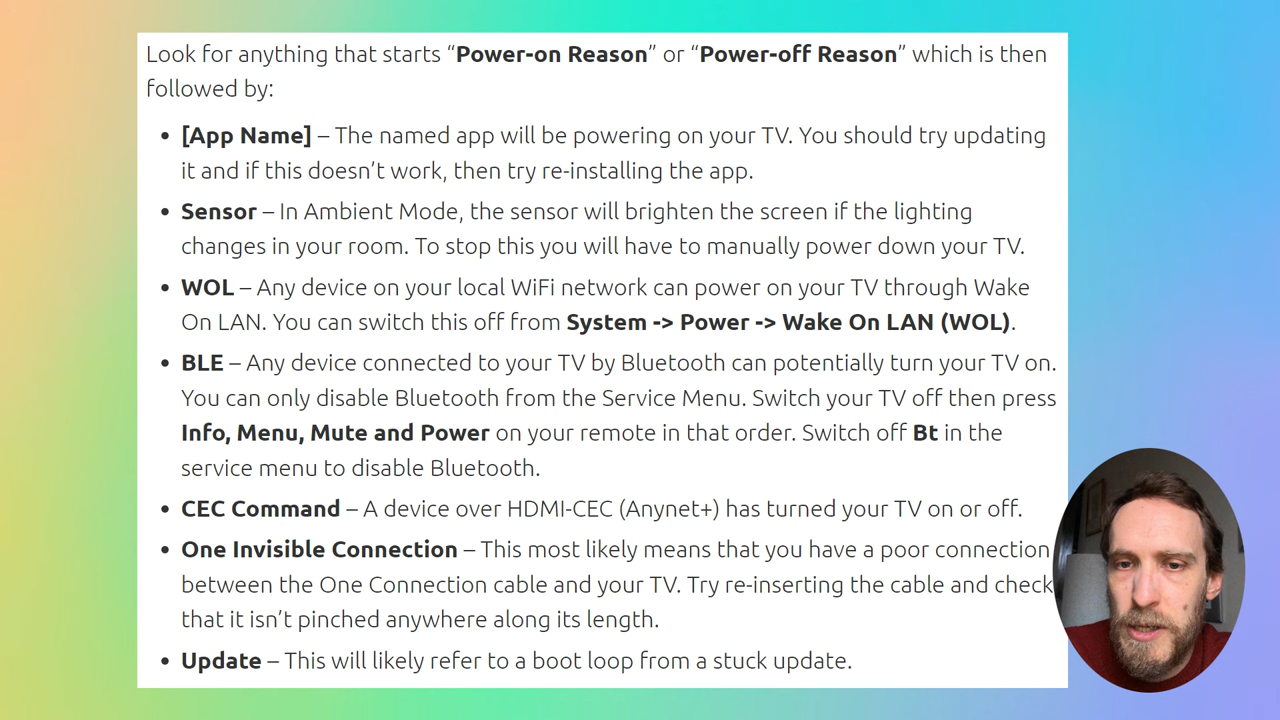 Look for anything that starts “Power-on Reason” or “Power-off Reason” which is then
followed by:
• [App Name] – The named app will be powering on your TV. You should try updating
it and if this doesn’t work, then try re-installing the app.
• Sensor – In Ambient Mode, the sensor will brighten the screen if the lighting
changes in your room. To stop this you will have to manually power down your TV.
• WOL – Any device on your local WiFi network can power on your TV through Wake
On LAN. You can switch this off from System -> Power -> Wake On LAN (WOL).
• BLE – Any device connected to your TV by Bluetooth can potentially turn your TV on.
You can only disable Bluetooth from the Service Menu. Switch your TV off then press
Info, Menu, Mute and Power on your remote in that order. Switch off Bt in the
service menu to disable Bluetooth.
• CEC Command – A device over HDMI-CEC (Anynet+) has turned your TV on or off.
• One Invisible Connection – This most likely means that you have a poor connection
between the One Connection cable and your TV. Try re-inserting the cable and check
that it isn’t pinched anywhere along its length.
• Update – This will likely refer to a boot loop from a stuck update.